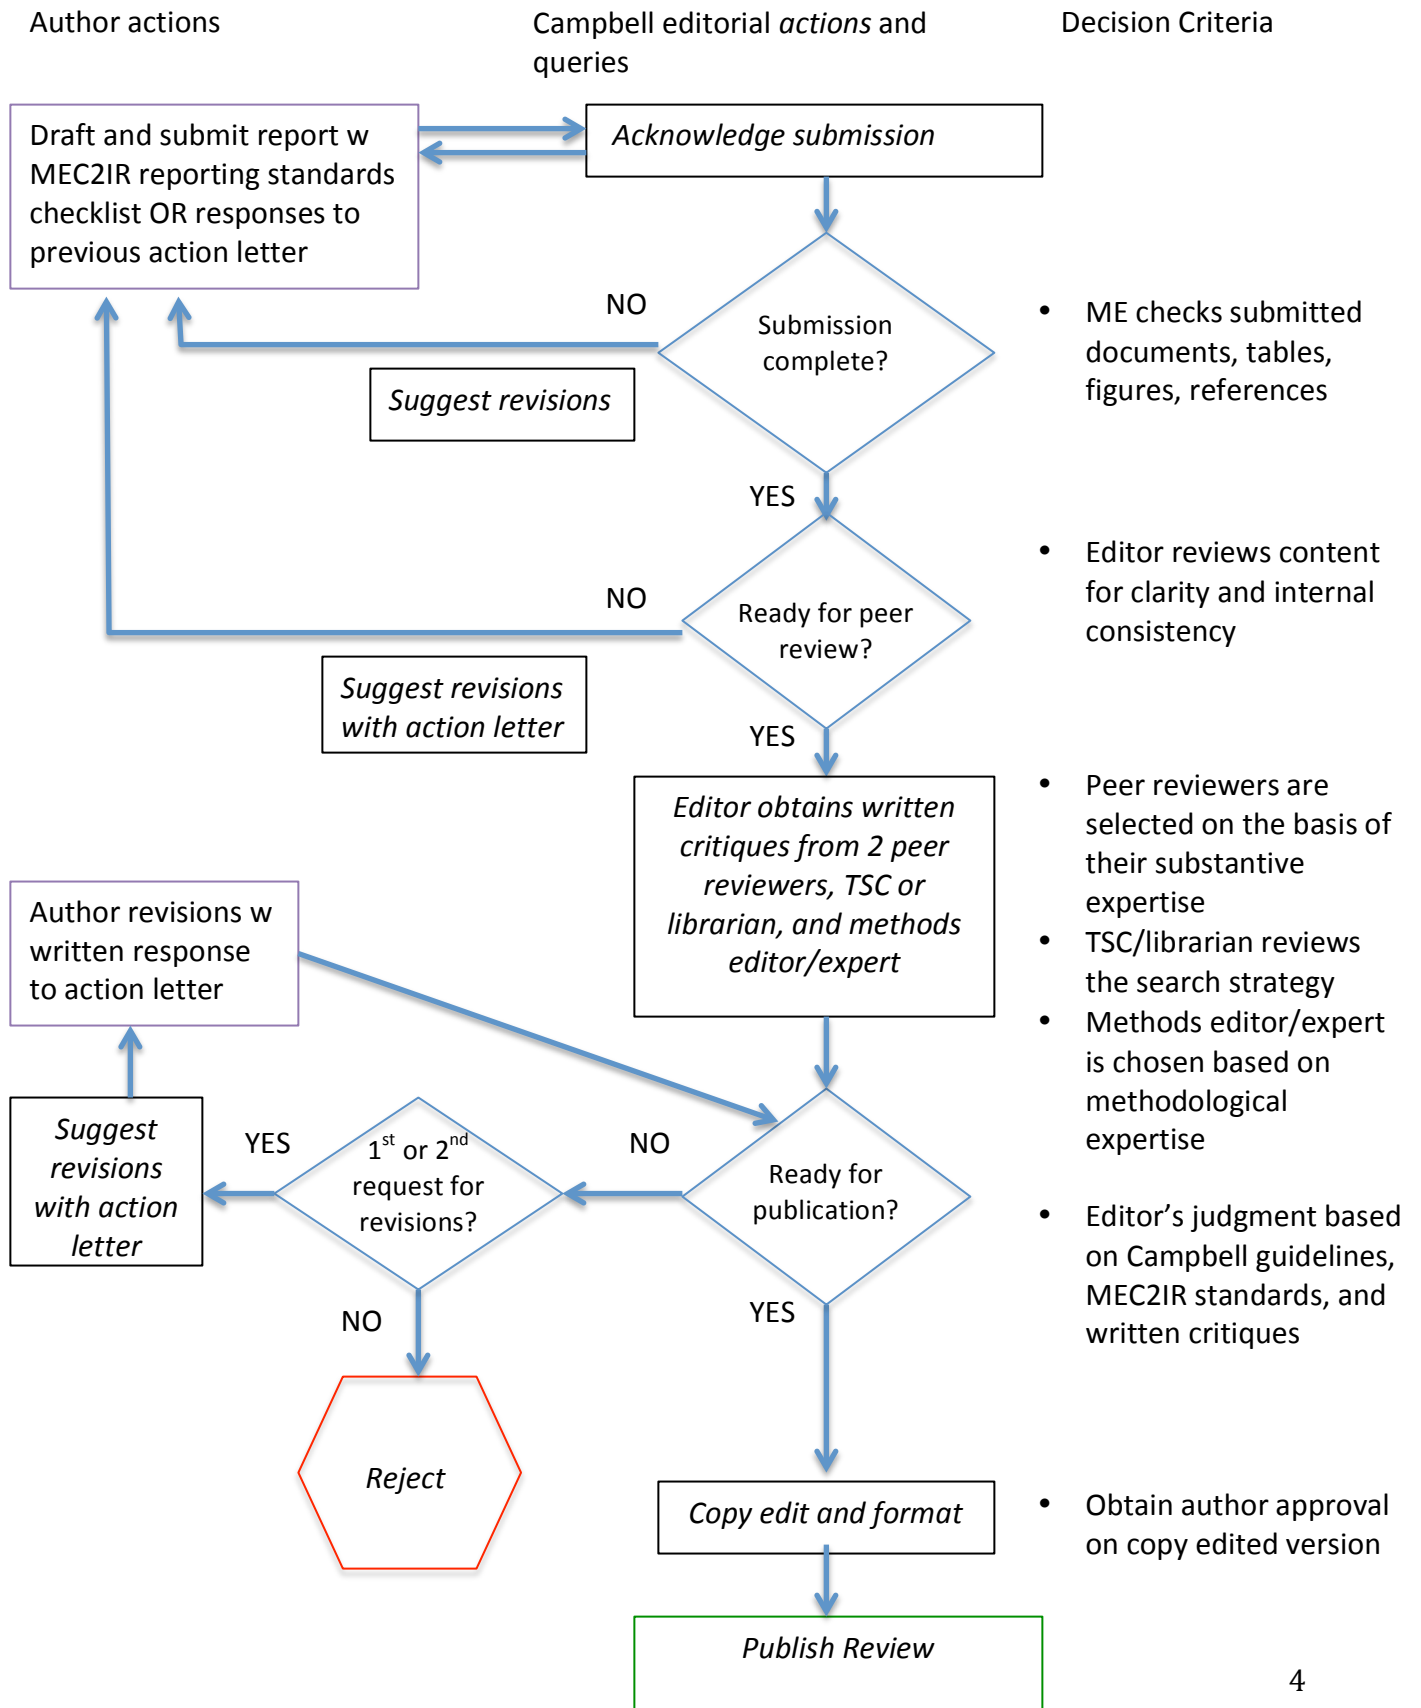 Author actions
Campbell editorial actions and
queries
Decision Criteria
Draft and submit report w
MEC2IR reporting standards
checklist OR responses to
previous action letter
Acknowledge submission
NO
Submission
complete?
Suggest revisions
• ME checks submitted
documents, tables,
figures, references
YES
NO
Ready for peer
review?
Suggest revisions
with action letter
• Editor reviews content
for clarity and internal
consistency
YES
Editor obtains written
critiques from 2 peer
reviewers, TSC or
librarian, and methods
editor/expert
• Peer reviewers are
selected on the basis of
their substantive
expertise
• TSC/librarian reviews
the search strategy
• Methods editor/expert
is chosen based on
methodological
expertise
Author revisions w
written response
to action letter
Suggest
revisions
with action
letter
YES
1st or 2nd
request for
revisions?
NO
Ready for
publication?
• Editor’s judgment based
on Campbell guidelines,
MEC2IR standards, and
written critiques
NO
YES
Reject
Copy edit and format
• Obtain author approval
on copy edited version
Publish Review
4